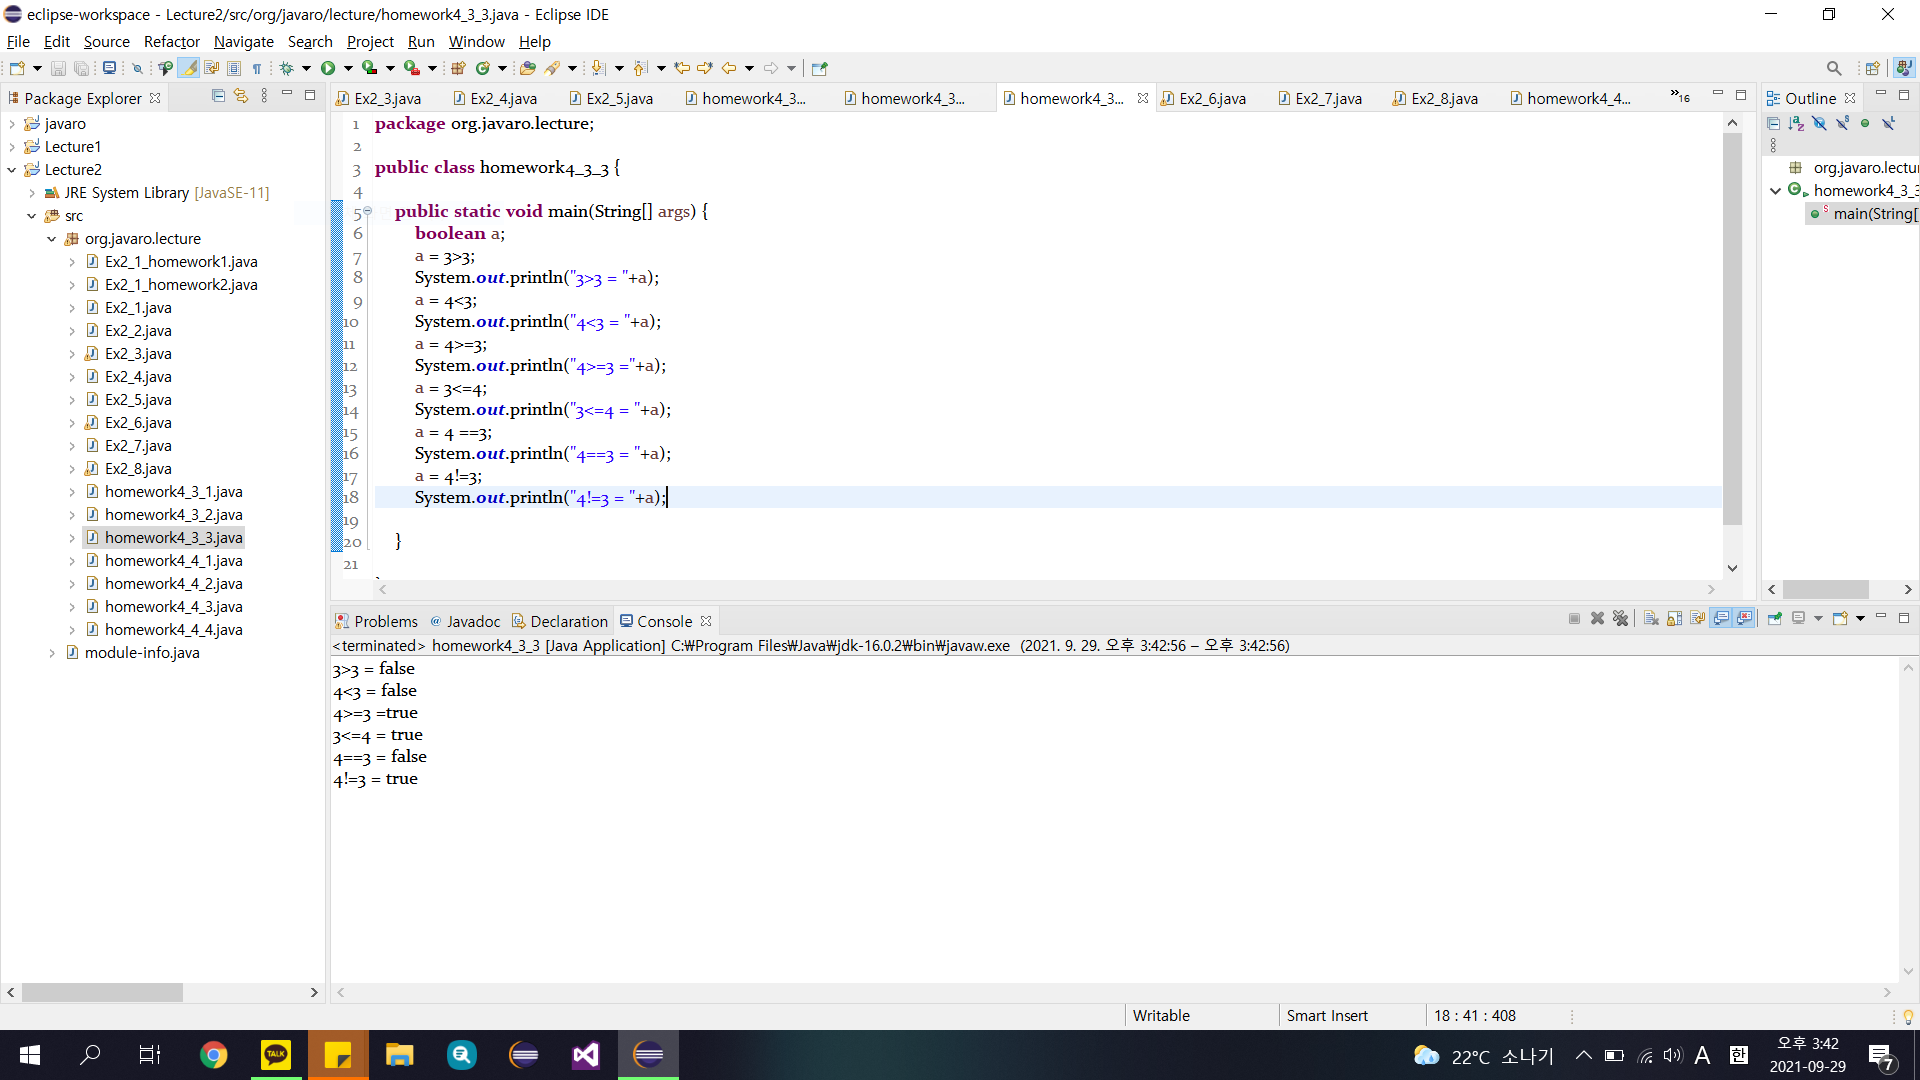 eclipse-workspace - Lecture2/src/org/javaro/lecture/homework4_3_3.java - Eclipse IDE
File Edit Source Refactor Navigate Search Project Run Window Help
Package Explorer
javaro
Lecture1
Lecture2
JRE System Library [JavaSE-11]
src
org.javaro.lecture
Ex2_1_homework1.java
Ex2_1_homework2.java
Ex2_1.java
Ex2_2.java
Ex2_3.java
Ex2_4.java
Ex2_5.java
Ex2_6.java
Ex2_7.java
Ex2_8.java
homework4_3_1.java
homework4_3_2.java
homework4_3_3.java
homework4_4_1.java
homework4_4_2.java
homework4_4_3.java
homework4_4_4.java
module-info.java
Ex2_3.java Ex2_4.java Ex2_5.java homework4_3... homework4_3... homework4_3... Ex2_6.java Ex2_7.java Ex2_8.java homework4_4... »16
1 package org.javaro.lecture;
2
3 public class homework4_3_3 {
4
5 public static void main(String[] args) {
6 boolean a;
7 a = 3>3;
8 System.out.println("3>3 = "+a);
9 a = 4<3;
10 System.out.println("4<3 = "+a);
11 a = 4>=3;
12 System.out.println("4>=3 ="+a);
13 a = 3<=4;
14 System.out.println("3<=4 = "+a);
15 a = 4 ==3;
16 System.out.println("4==3 = "+a);
17 a = 4!=3;
18 System.out.println("4!=3 = "+a);
19
20 }
21
Outline
org.javaro.lectur
homework4_3_3
main(String[
Problems @ Javadoc Declaration Console
<terminated> homework4_3_3 [Java Application] C:₩Program Files₩Java₩jdk-16.0.2₩bin₩javaw.exe (2021. 9. 29. 오후 3:42:56 – 오후 3:42:56)
3>3 = false
4<3 = false
4>=3 =true
3<=4 = true
4==3 = false
4!=3 = true
Writable Smart Insert 18 : 41 : 408
TALK
22℃ 소나기 A 한 오후 3:42
2021-09-29
7